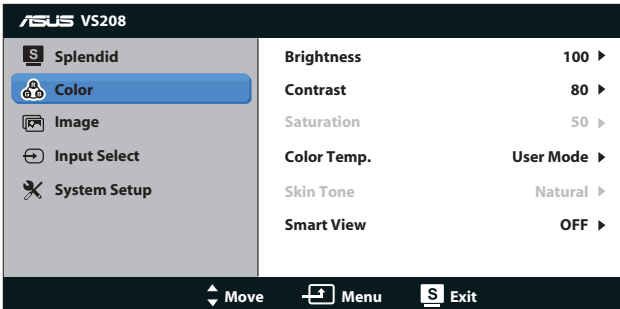 ASUS VS208
S Splendid
R G B Color
Image
Input Select
System Setup
Brightness 100
Contrast 80
Saturation 50
Color Temp. User Mode
Skin Tone Natural
Smart View OFF
Move Menu S Exit